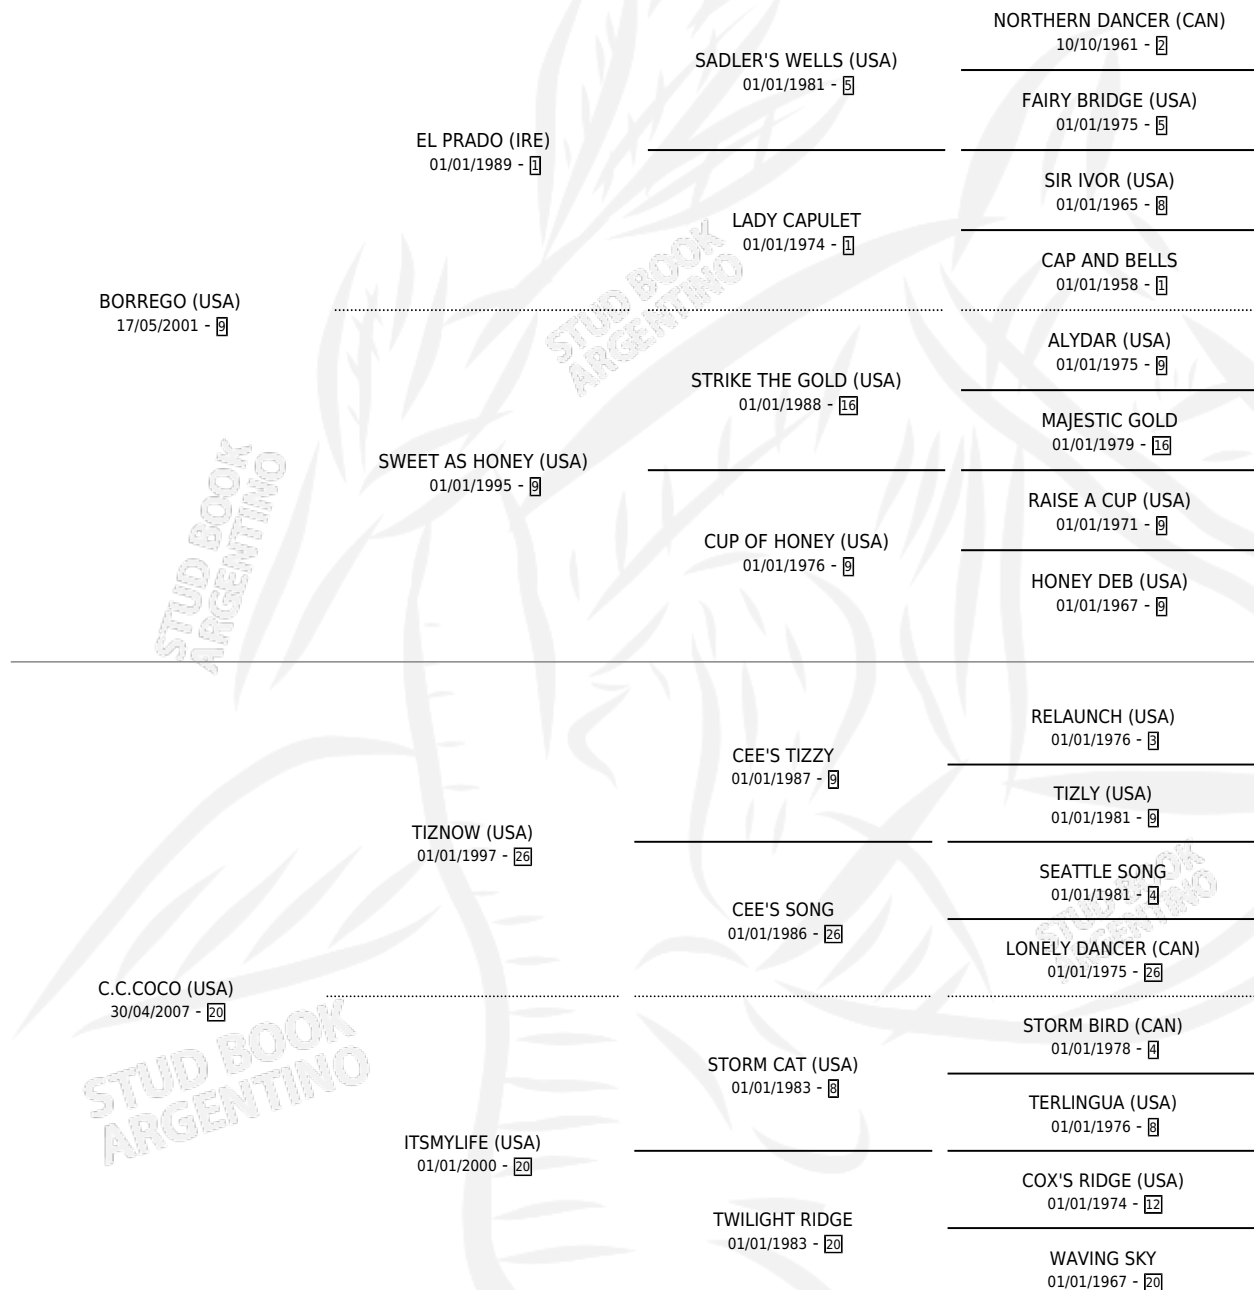 NORTHERN DANCER (CAN)
10/10/1961 - 2
SADLER'S WELLS (USA)
01/01/1981 - 5
FAIRY BRIDGE (USA)
01/01/1975 - 5
EL PRADO (IRE)
01/01/1989 - 1
SIR IVOR (USA)
01/01/1965 - 8
LADY CAPULET
01/01/1974 - 1
CAP AND BELLS
01/01/1958 - 1
BORREGO (USA)
17/05/2001 - 9
STUD BOOK
ARGENTINO
ALYDAR (USA)
01/01/1975 - 9
STRIKE THE GOLD (USA)
01/01/1988 - 16
MAJESTIC GOLD
01/01/1979 - 16
SWEET AS HONEY (USA)
01/01/1995 - 9
RAISE A CUP (USA)
01/01/1971 - 9
CUP OF HONEY (USA)
01/01/1976 - 9
HONEY DEB (USA)
01/01/1967 - 9
STUD BOOK
ARGENTINO
RELAUNCH (USA)
01/01/1976 - 3
CEE'S TIZZY
01/01/1987 - 9
TIZLY (USA)
01/01/1981 - 9
TIZNOW (USA)
01/01/1997 - 26
SEATTLE SONG
01/01/1981 - 4
CEE'S SONG
01/01/1986 - 26
STUD BOOK
ARGENTINO
LONELY DANCER (CAN)
01/01/1975 - 26
C.C.COCO (USA)
30/04/2007 - 20
STORM BIRD (CAN)
01/01/1978 - 4
STORM CAT (USA)
01/01/1983 - 8
TERLINGUA (USA)
01/01/1976 - 8
STUD BOOK
ARGENTINO
ITSMYLIFE (USA)
01/01/2000 - 20
COX'S RIDGE (USA)
01/01/1974 - 12
TWILIGHT RIDGE
01/01/1983 - 20
WAVING SKY
01/01/1967 - 20